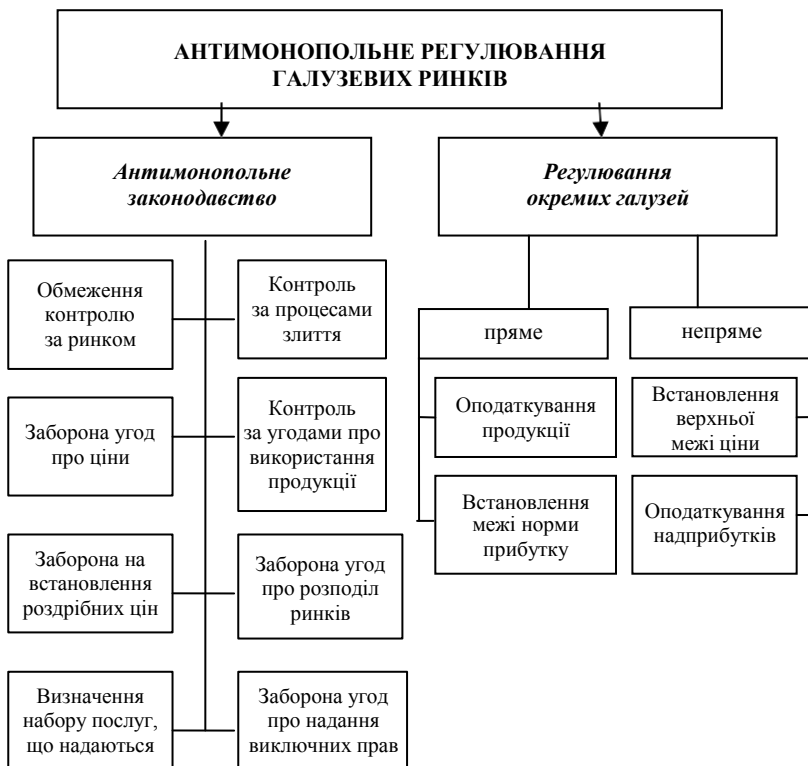 АНТИМОНОПОЛЬНЕ РЕГУЛЮВАННЯ
ГАЛУЗЕВИХ РИНКІВ
Антимонопольне
законодавство
Регулювання
окремих галузей
Обмеження
контролю
за ринком
Контроль
за процесами
злиття
пряме
непряме
Заборона угод
про ціни
Контроль
за угодами про
використання
продукції
Оподаткування
продукції
Встановлення
верхньої
межі ціни
Заборона на
встановлення
роздрібних цін
Заборона угод
про розподіл
ринків
Встановлення
межі норми
прибутку
Оподаткування
надприбутків
Визначення
набору послуг,
що надаються
Заборона угод
про надання
виключних прав